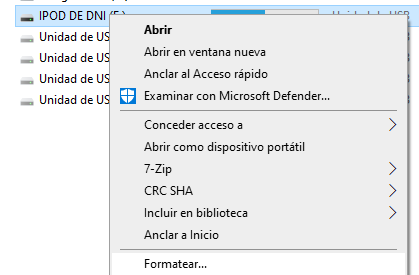 IPOD DE DNI (E:)
Unidad de US
Unidad de US
Unidad de US
Unidad de US
Abrir
Abrir en ventana nueva
Anclar al Acceso rápido
Examinar con Microsoft Defender...
Conceder acceso a
Abrir como dispositivo portátil
7-Zip
CRC SHA
Incluir en biblioteca
Anclar a Inicio
Formatear...